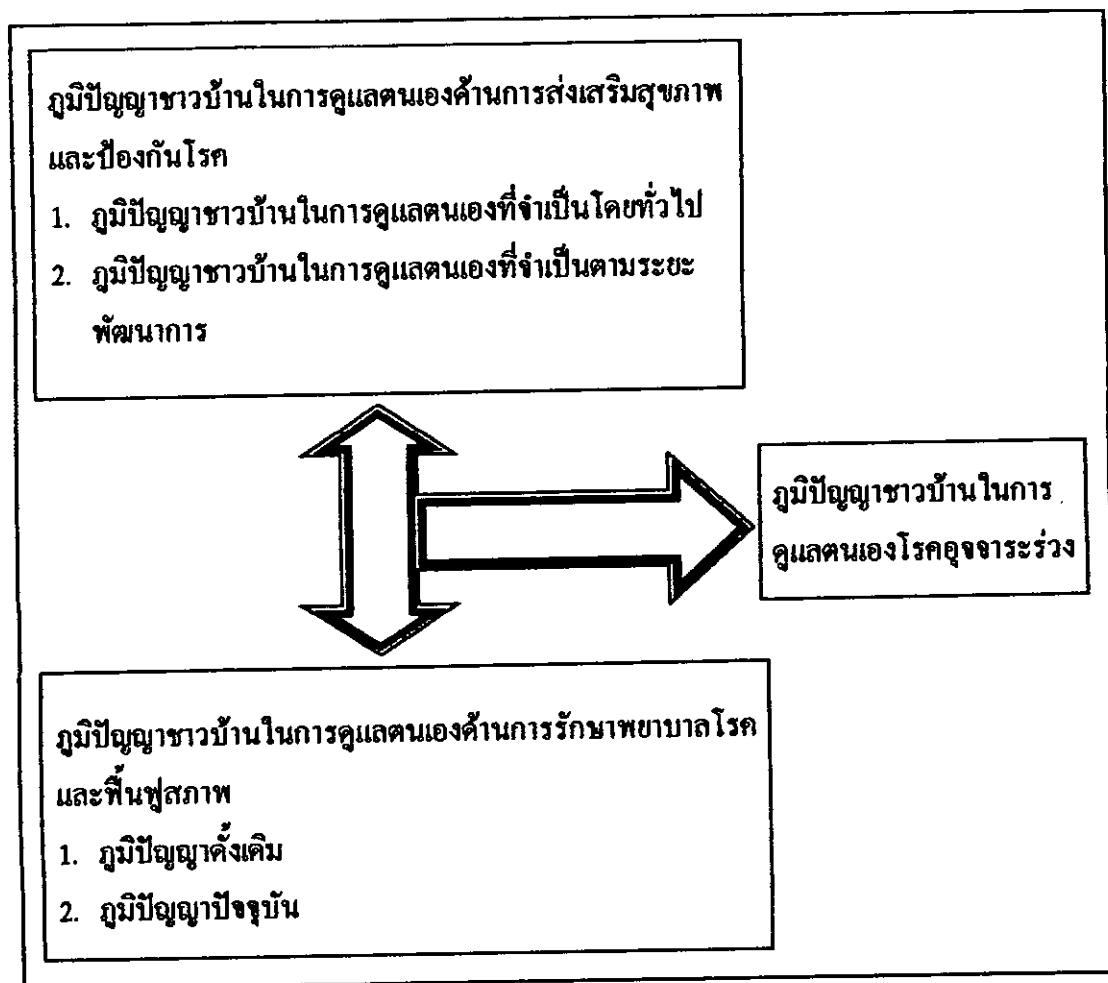 ภูมิปัญญาชาวบ้านในการดูแลตนเองด้านการส่งเสริมสุขภาพ
และป้องกันโรค
1. ภูมิปัญญาชาวบ้านในการดูแลตนเองที่จำเป็นโดยทั่วไป
2. ภูมิปัญญาชาวบ้านในการดูแลตนเองที่จำเป็นตามระยะ
พัฒนาการ
ภูมิปัญญาชาวบ้านในการ
ดูแลตนเองโรคอุจจาระร่วง
ภูมิปัญญาชาวบ้านในการดูแลตนเองด้านการรักษาพยาบาลโรค
และฟื้นฟูสภาพ
1. ภูมิปัญญาดั้งเดิม
2. ภูมิปัญญาปัจจุบัน